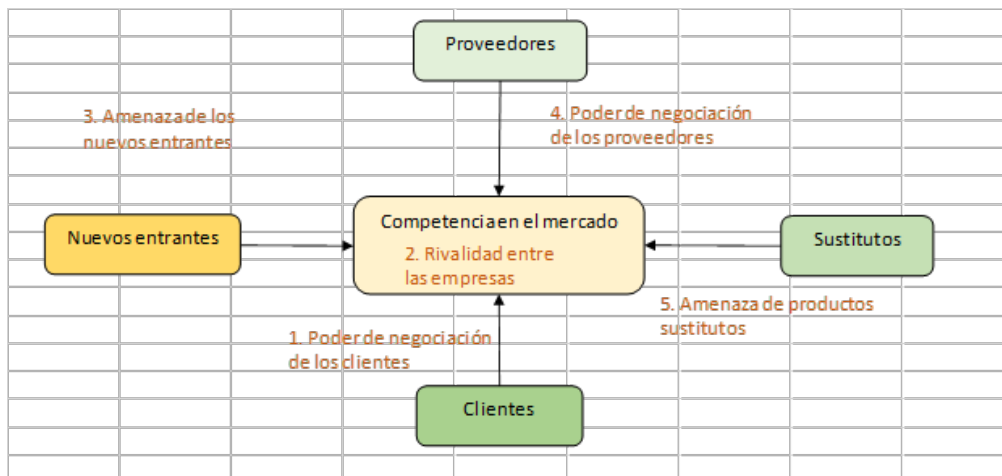 Proveedores
3. Amenaza de los
nuevos entrantes
4. Poder de negociación
de los proveedores
Nuevos entrantes
Competencia en el mercado
2. Rivalidad entre
las empresas
Sustitutos
5. Amenaza de productos
sustitutos
1. Poder de negociación
de los clientes
Clientes